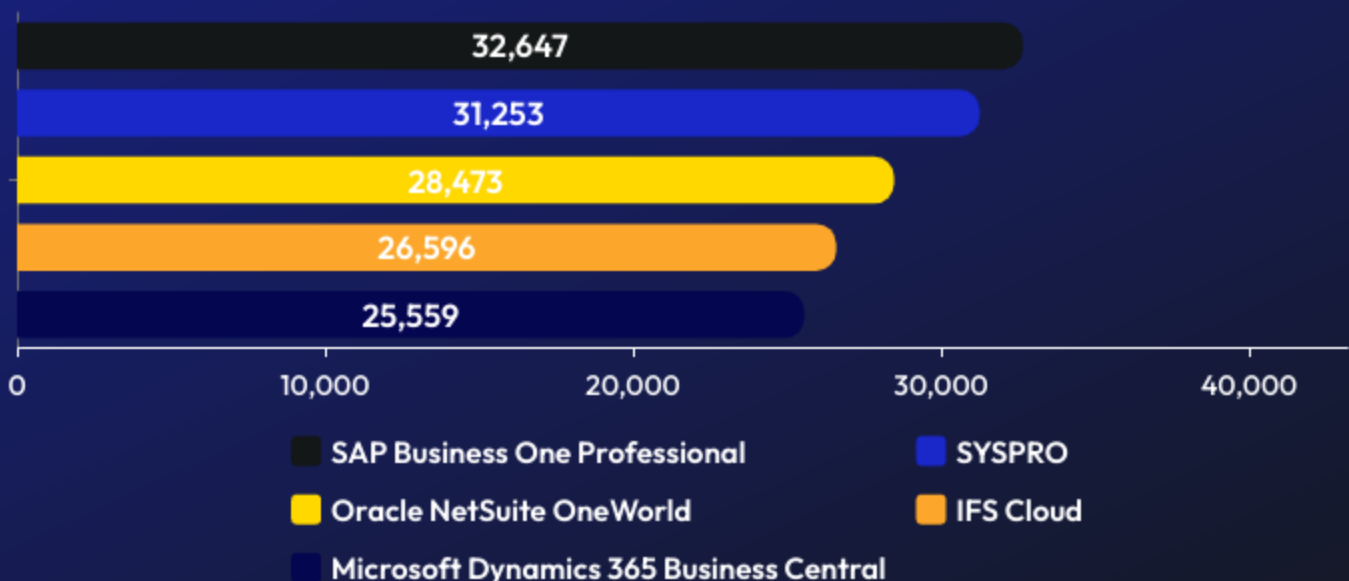 32,647
31,253
28,473
26,596
25,559
0 10,000 20,000 30,000 40,000
SAP Business One Professional SYSPRO
Oracle NetSuite OneWorld IFS Cloud
Microsoft Dynamics 365 Business Central